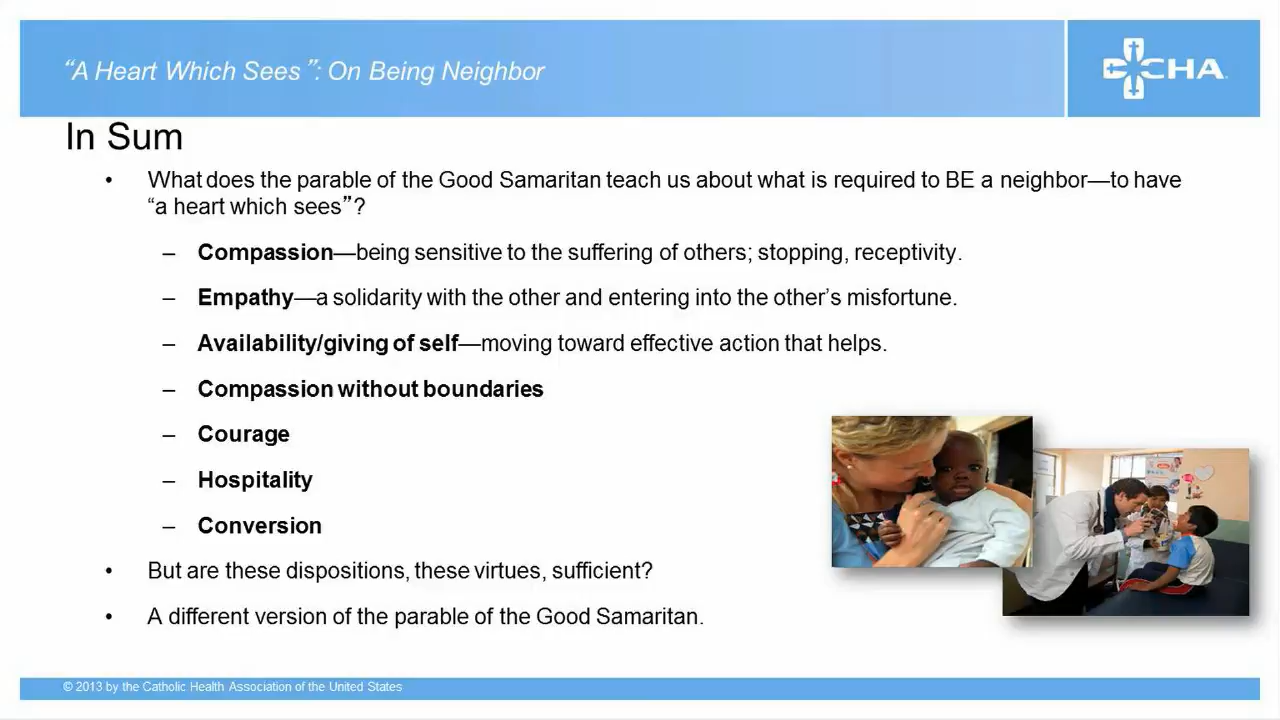 “A Heart Which Sees ”: On Being Neighbor
CHA
In Sum
• What does the parable of the Good Samaritan teach us about what is required to BE a neighbor—to have
“a heart which sees”?
– Compassion—being sensitive to the suffering of others; stopping, receptivity.
– Empathy—a solidarity with the other and entering into the other’s misfortune.
– Availability/giving of self—moving toward effective action that helps.
– Compassion without boundaries
– Courage
– Hospitality
– Conversion
• But are these dispositions, these virtues, sufficient?
• A different version of the parable of the Good Samaritan.
© 2013 by the Catholic Health Association of the United States